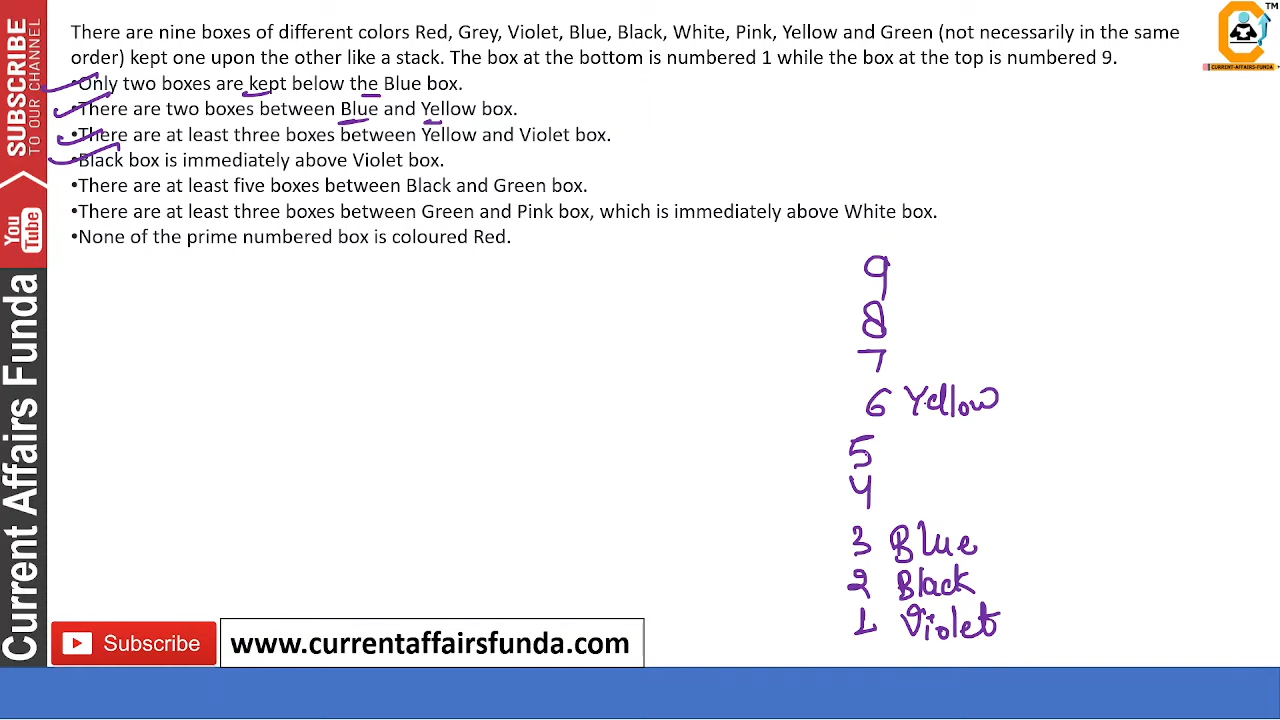 There are nine boxes of different colors Red, Grey, Violet, Blue, Black, White, Pink, Yellow and Green (not necessarily in the same
order) kept one upon the other like a stack. The box at the bottom is numbered 1 while the box at the top is numbered 9.
•Only two boxes are kept below the Blue box.
•There are two boxes between Blue and Yellow box.
•There are at least three boxes between Yellow and Violet box.
•Black box is immediately above Violet box.
•There are at least five boxes between Black and Green box.
•There are at least three boxes between Green and Pink box, which is immediately above White box.
•None of the prime numbered box is coloured Red.
9
8
7
6 Yellow
5
4
3 Blue
2 Black
1 Violet
SUBSCRIBE
TO OUR CHANNEL
You
Tube
Current Affairs Funda
Subscribe
www.currentaffairsfunda.com
TM
CURRENT-AFFAIRS-FUNDA